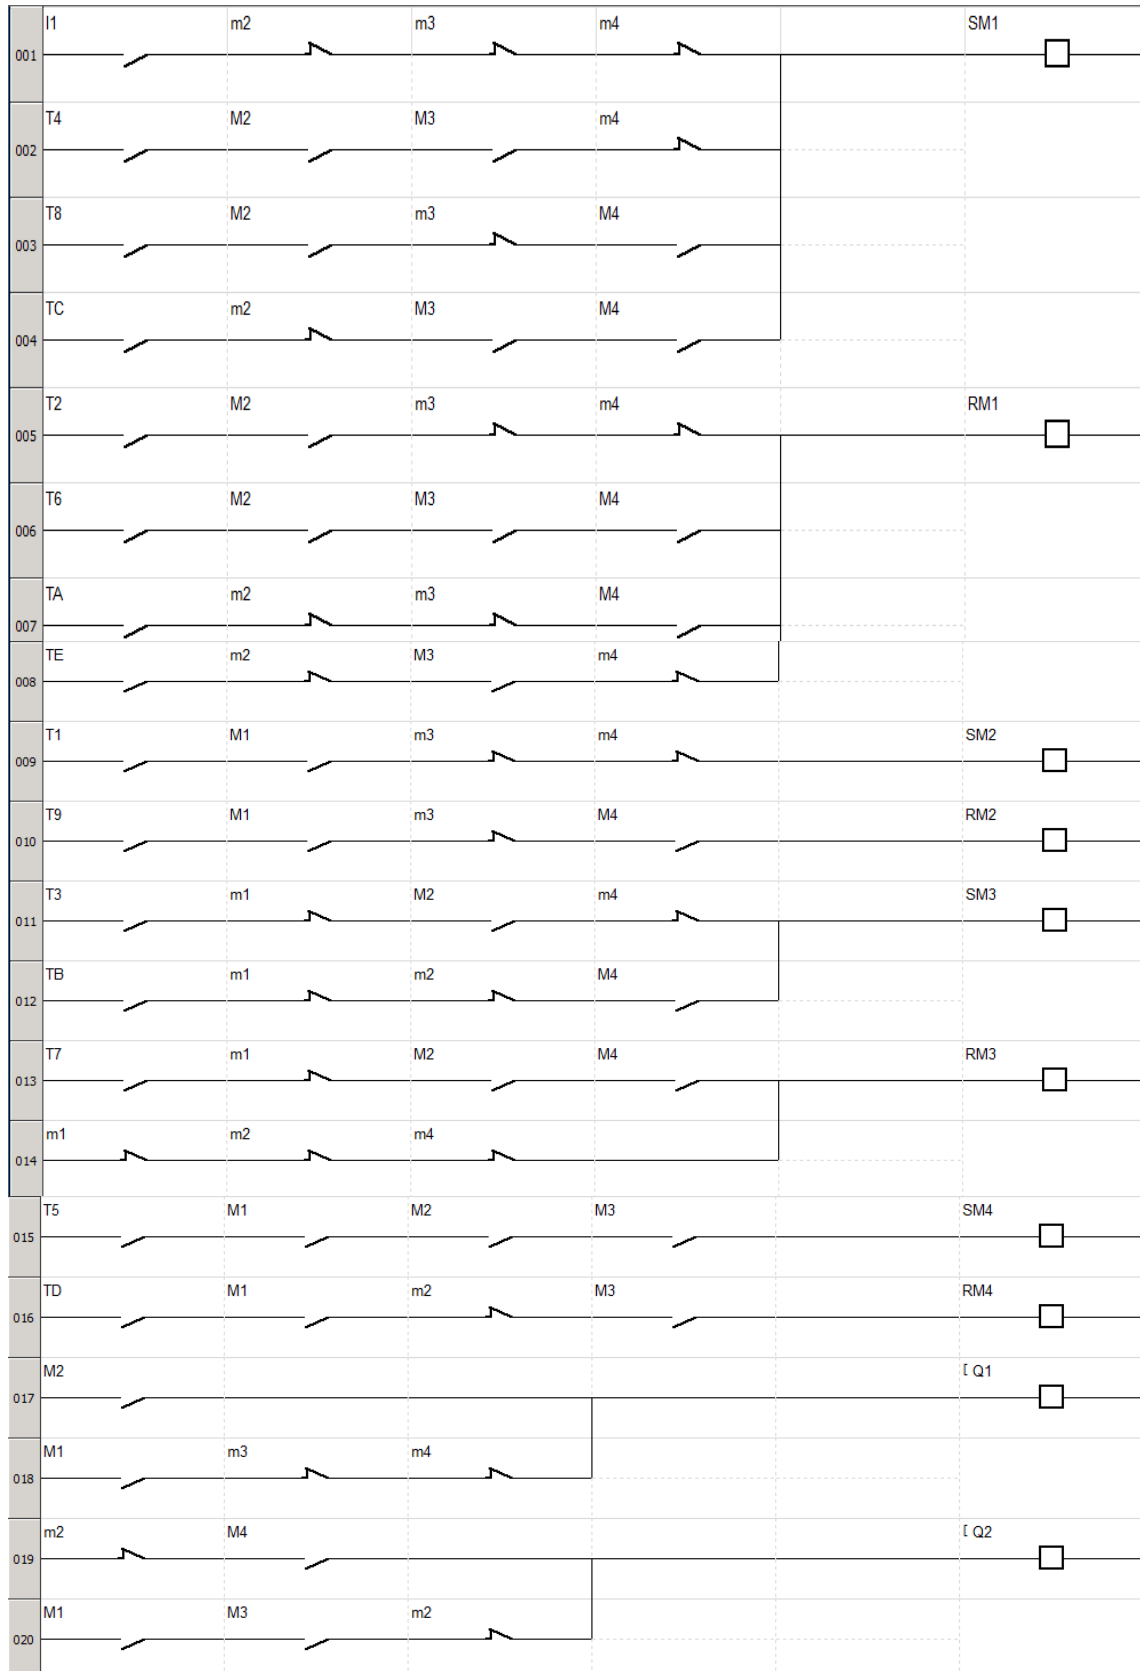 I1 m2 m3 m4 SM1
001
T4 M2 M3 m4
002
T8 M2 m3 M4
003
TC m2 M3 M4
004
T2 M2 m3 m4 RM1
005
T6 M2 M3 M4
006
TA m2 m3 M4
007
TE m2 M3 m4
008
T1 M1 m3 m4 SM2
009
T9 M1 m3 M4 RM2
010
T3 m1 M2 m4 SM3
011
TB m1 m2 M4
012
T7 m1 M2 M4 RM3
013
m1 m2 m4
014
T5 M1 M2 M3 SM4
015
TD M1 m2 M3 RM4
016
M2 [ Q1
017
M1 m3 m4
018
m2 M4 [ Q2
019
M1 M3 m2
020